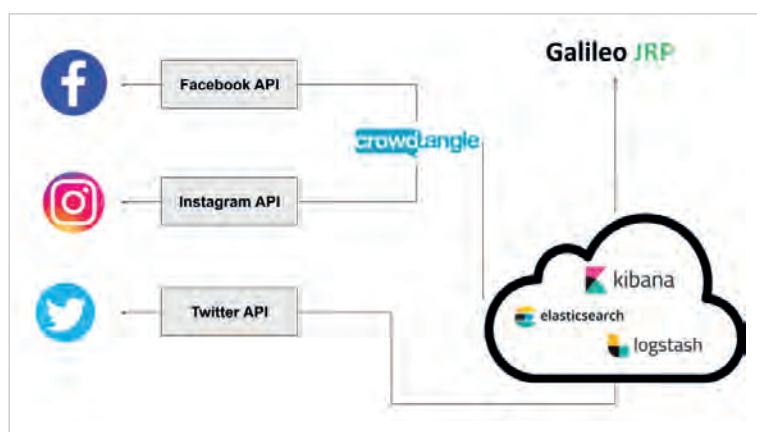 Galileo JRP
Facebook API
crowdtangle
Instagram API
kibana
elasticsearch
Twitter API
logstash